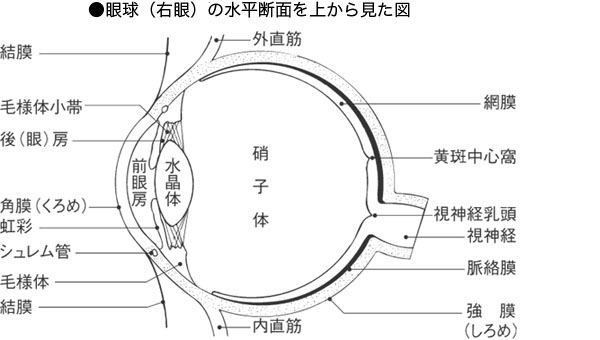 ●眼球（右眼）の水平断面を上から見た図
外直筋
結膜
毛様体小帯
後（眼）房
角膜（くろめ）
虹彩
シュレム管
毛様体
結膜
前眼房
水晶体
硝子体
網膜
黄斑中心窩
視神経乳頭
視神経
脈絡膜
強膜
（しろめ）
内直筋